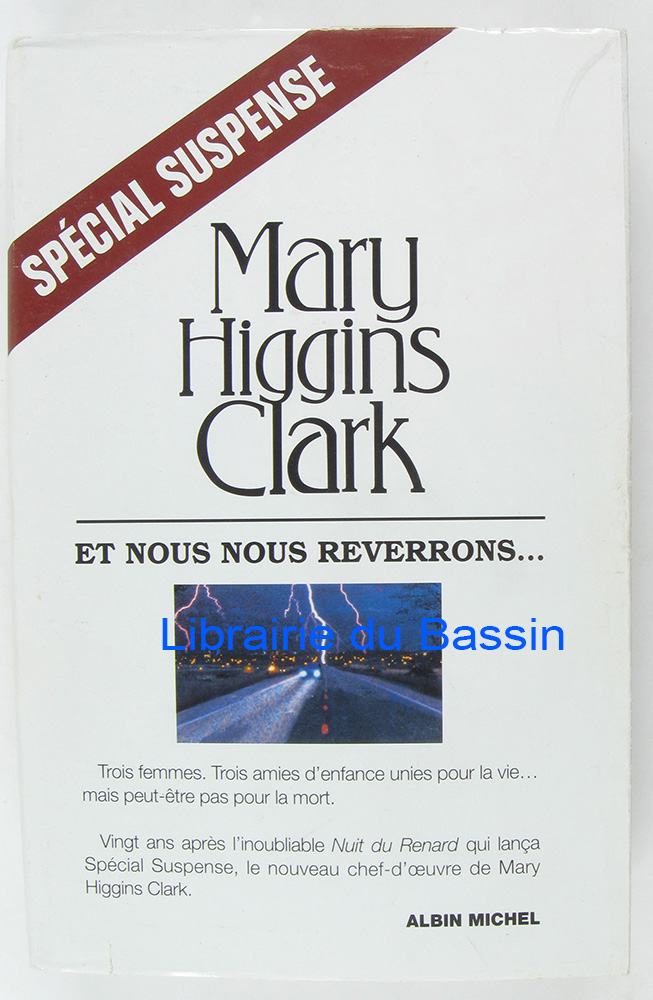 SPÉCIAL SUSPENSE
Mary
Higgins
Clark
ET NOUS NOUS REVERRONS...
Librairie du Bassin
Trois femmes. Trois amies d'enfance unies pour la vie...
mais peut-être pas pour la mort.
Vingt ans après l'inoubliable Nuit du Renard qui lança
Spécial Suspense, le nouveau chef-d'œuvre de Mary
Higgins Clark.
ALBIN MICHEL